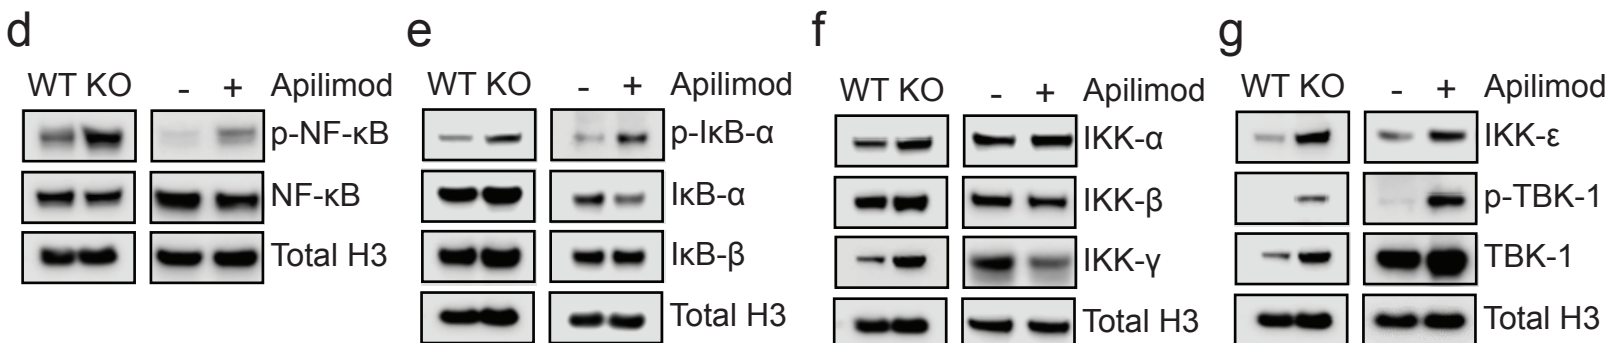 d
WT KO - + Apilimod
p-NF-κB
NF-κB
Total H3
e
WT KO - + Apilimod
p-IκB-α
IκB-α
IκB-β
Total H3
f
WT KO - + Apilimod
IKK-α
IKK-β
IKK-γ
Total H3
g
WT KO - + Apilimod
IKK-ε
p-TBK-1
TBK-1
Total H3